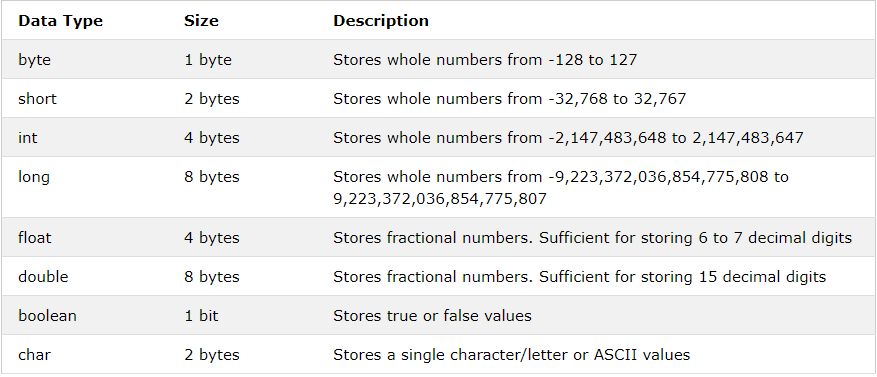 Data Type Size Description
byte 1 byte Stores whole numbers from -128 to 127
short 2 bytes Stores whole numbers from -32,768 to 32,767
int 4 bytes Stores whole numbers from -2,147,483,648 to 2,147,483,647
long 8 bytes Stores whole numbers from -9,223,372,036,854,775,808 to
9,223,372,036,854,775,807
float 4 bytes Stores fractional numbers. Sufficient for storing 6 to 7 decimal digits
double 8 bytes Stores fractional numbers. Sufficient for storing 15 decimal digits
boolean 1 bit Stores true or false values
char 2 bytes Stores a single character/letter or ASCII values